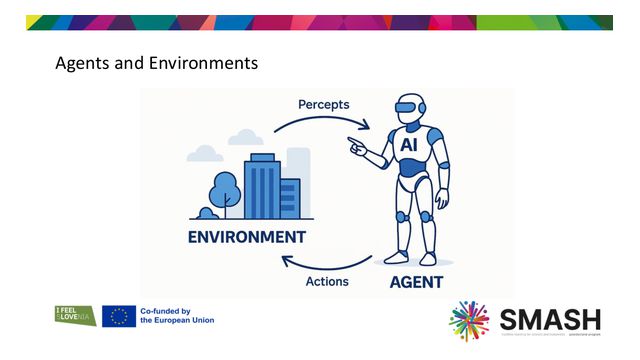 Agents and Environments
Percepts
AI
ENVIRONMENT
Actions
AGENT
I FEEL
SLOVENIA
Co-funded by
the European Union
SMASH